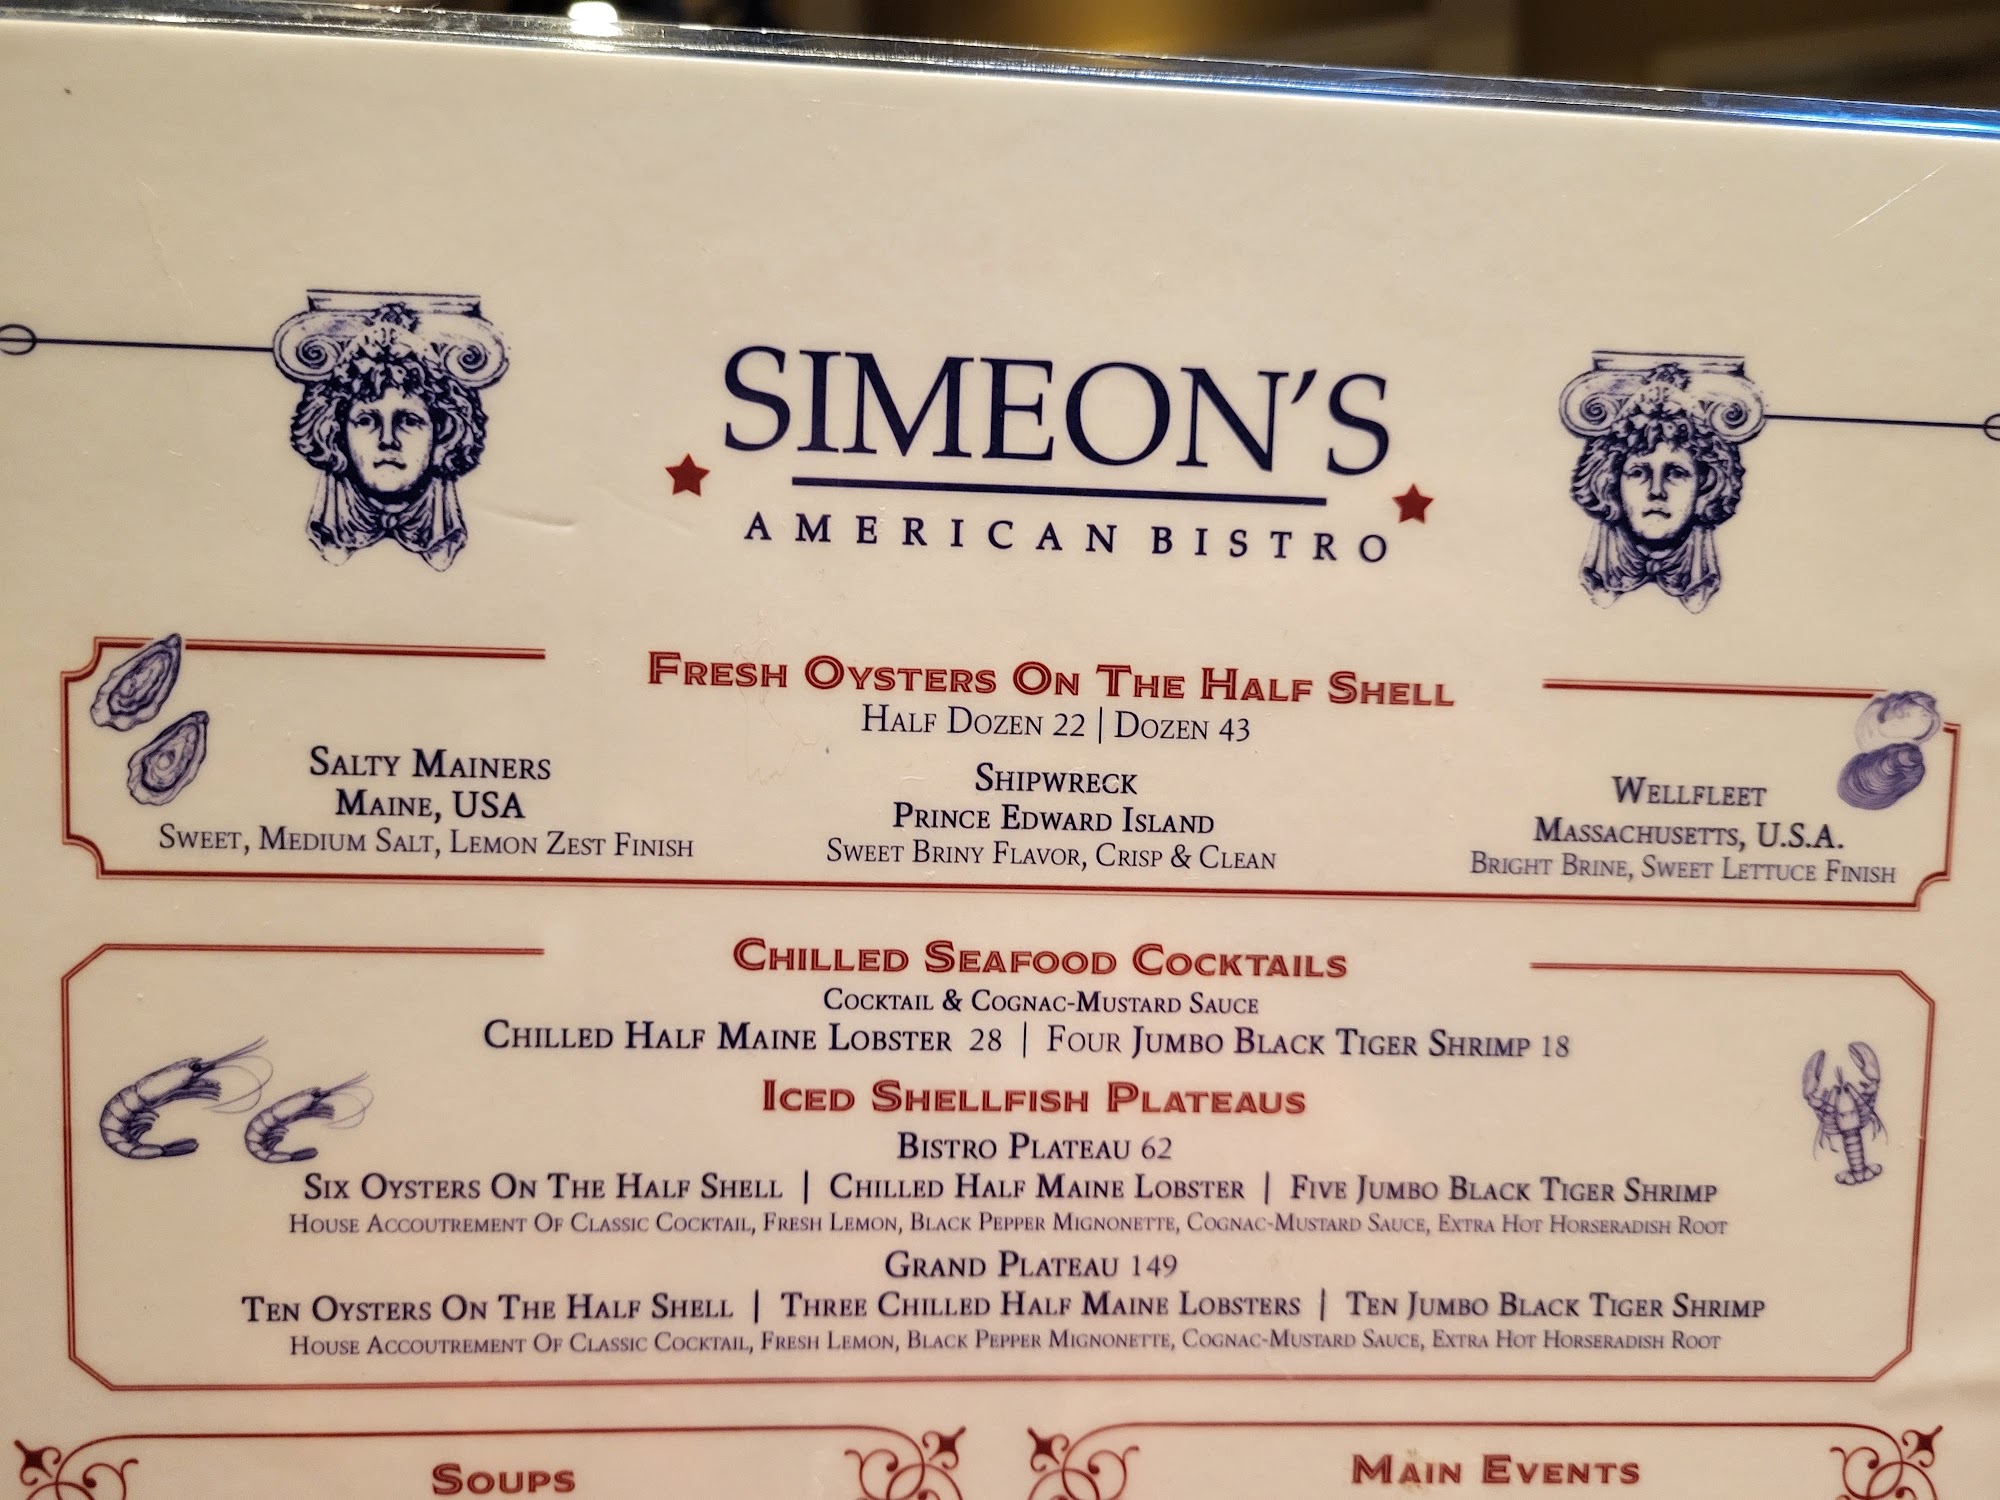 SIMEON'S
AMERICAN BISTRO
FRESH OYSTERS ON THE HALF SHELL
HALF DOZEN 22 | DOZEN 43
SALTY MAINERS
MAINE, USA
SWEET, MEDIUM SALT, LEMON ZEST FINISH
SHIPWRECK
PRINCE EDWARD ISLAND
SWEET BRINY FLAVOR, CRISP & CLEAN
WELLFLEET
MASSACHUSETTS, U.S.A.
BRIGHT BRINE, SWEET LETTUCE FINISH
CHILLED SEAFOOD COCKTAILS
COCKTAIL & COGNAC-MUSTARD SAUCE
CHILLED HALF MAINE LOBSTER 28 | FOUR JUMBO BLACK TIGER SHRIMP 18
ICED SHELLFISH PLATEAUS
BISTRO PLATEAU 62
SIX OYSTERS ON THE HALF SHELL | CHILLED HALF MAINE LOBSTER | FIVE JUMBO BLACK TIGER SHRIMP
HOUSE ACCOUTREMENT OF CLASSIC COCKTAIL, FRESH LEMON, BLACK PEPPER MIGNONETTE, COGNAC-MUSTARD SAUCE, EXTRA HOT HORSERADISH ROOT
GRAND PLATEAU 149
TEN OYSTERS ON THE HALF SHELL | THREE CHILLED HALF MAINE LOBSTERS | TEN JUMBO BLACK TIGER SHRIMP
HOUSE ACCOUTREMENT OF CLASSIC COCKTAIL, FRESH LEMON, BLACK PEPPER MIGNONETTE, COGNAC-MUSTARD SAUCE, EXTRA HOT HORSERADISH ROOT
SOUPS
MAIN EVENTS